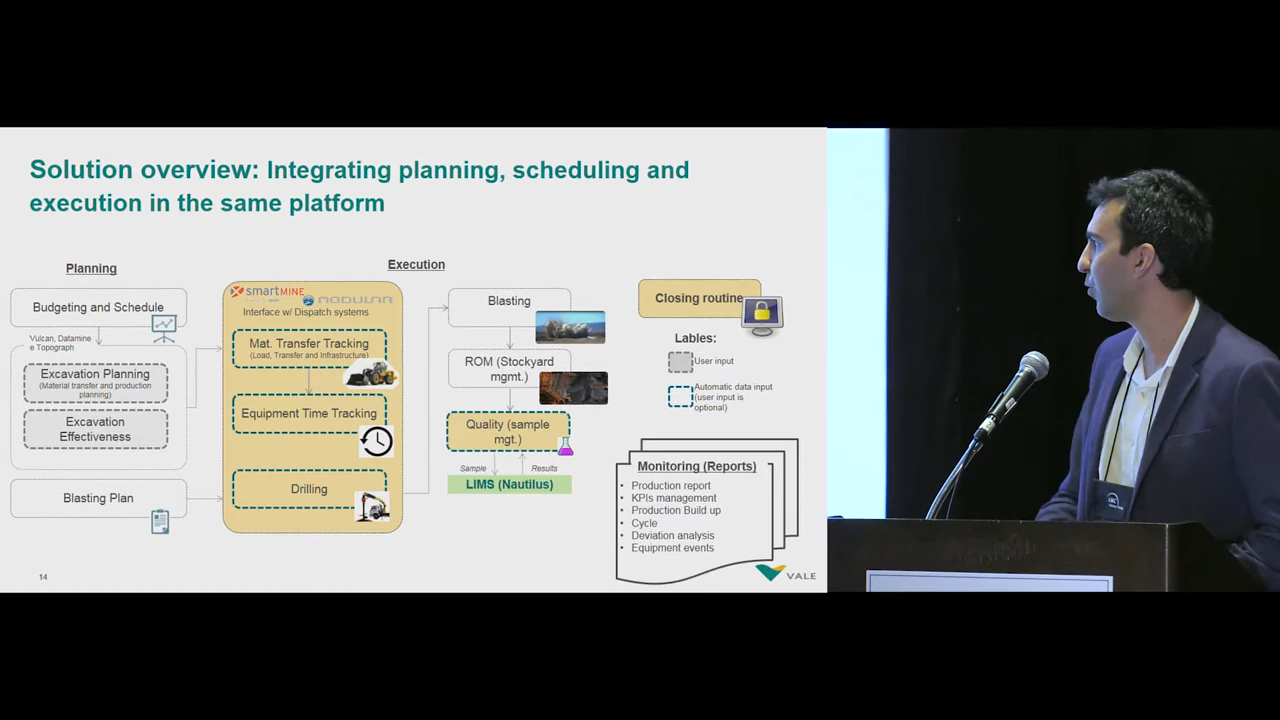 Solution overview: Integrating planning, scheduling and
execution in the same platform
Planning
Budgeting and Schedule
Vulcan, Datamine
e Topograph
Excavation Planning
(Material transfer and production
planning)
Excavation
Effectiveness
Blasting Plan
Execution
smartMINE
MODULAR
Interface w/ Dispatch systems
Mat. Transfer Tracking
(Load, Transfer and Infrastructure)
Equipment Time Tracking
Drilling
Blasting
ROM (Stockyard
mgmt.)
Quality (sample
mgt.)
Sample
Results
LIMS (Nautilus)
Closing routine
Lables:
User input
Automatic data input
(user input is
optional)
Monitoring (Reports)
• Production report
• KPIs management
• Production Build up
• Cycle
• Deviation analysis
• Equipment events
14
VALE